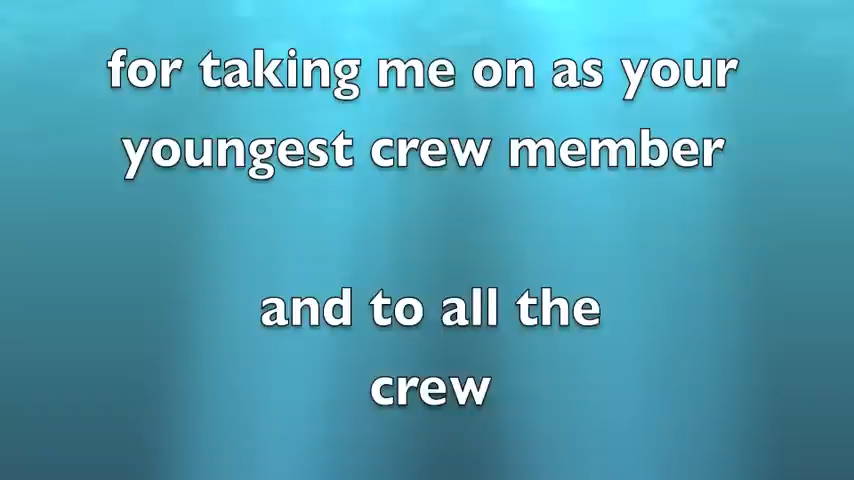 for taking me on as your
youngest crew member
and to all the
crew